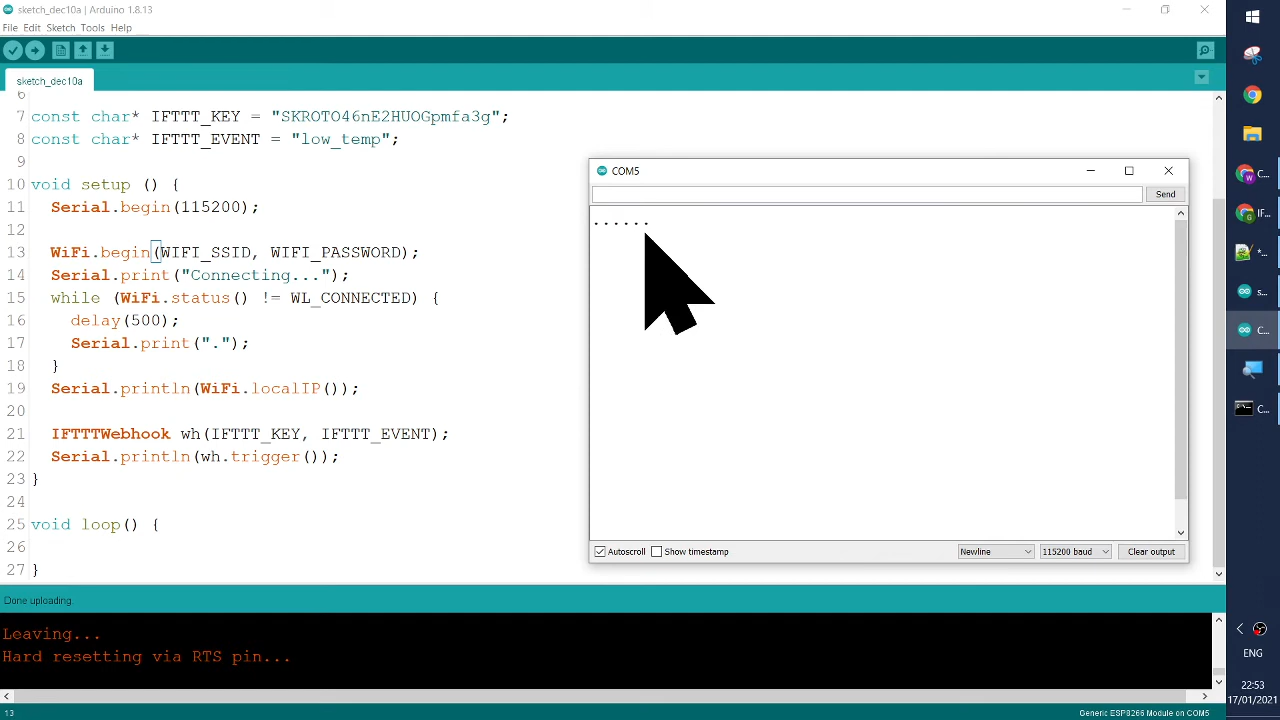 sketch_dec10a | Arduino 1.8.13
File Edit Sketch Tools Help
sketch_dec10a
6
7 const char* IFTTT_KEY = "SKROTO46nE2HUOGpmfa3g";
8 const char* IFTTT_EVENT = "low_temp";
9
10 void setup () {
11 Serial.begin(115200);
12
13 WiFi.begin(WIFI_SSID, WIFI_PASSWORD);
14 Serial.print("Connecting...");
15 while (WiFi.status() != WL_CONNECTED) {
16 delay(500);
17 Serial.print(".");
18 }
19 Serial.println(WiFi.localIP());
20
21 IFTTTWebhook wh(IFTTT_KEY, IFTTT_EVENT);
22 Serial.println(wh.trigger());
23 }
24
25 void loop() {
26
27 }
COM5
Send
......
Autoscroll Show timestamp Newline 115200 baud Clear output
Done uploading.
Leaving...
Hard resetting via RTS pin...
13 Generic ESP8266 Module on COM5
C...
IF...
*...
s...
C...
C...
ENG
22:53
17/01/2021